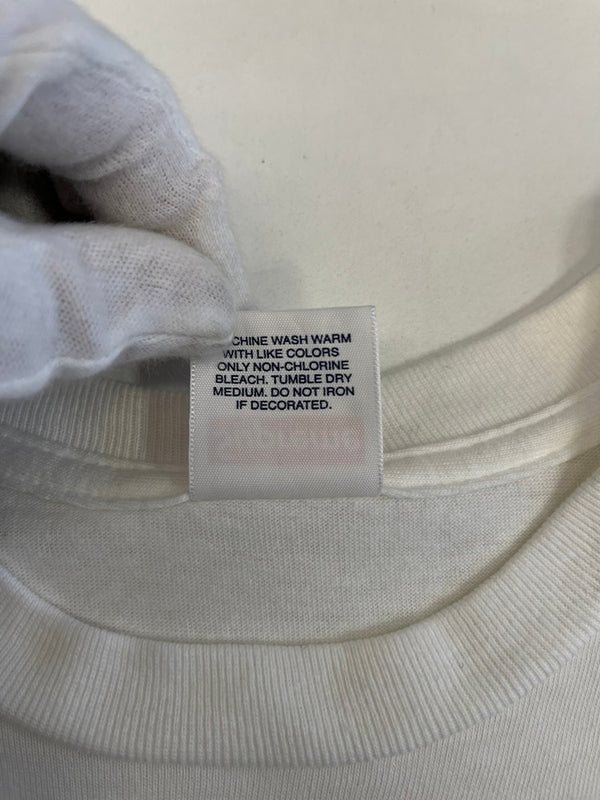 CHINE WASH WARM
WITH LIKE COLORS
ONLY NON-CHLORINE
BLEACH. TUMBLE DRY
MEDIUM. DO NOT IRON
IF DECORATED.